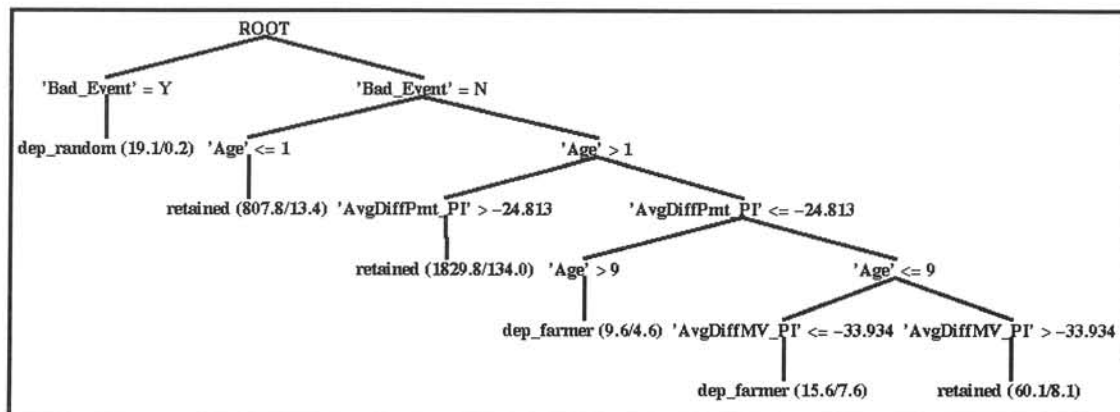 ROOT
'Bad_Event' = Y 'Bad_Event' = N
dep_random (19.1/0.2) 'Age' <= 1 'Age' > 1
retained (807.8/13.4) 'AvgDiffPmt_PI' > −24.813 'AvgDiffPmt_PI' <= −24.813
retained (1829.8/134.0) 'Age' > 9 'Age' <= 9
dep_farmer (9.6/4.6) 'AvgDiffMV_PI' <= −33.934 'AvgDiffMV_PI' > −33.934
dep_farmer (15.6/7.6) retained (60.1/8.1)